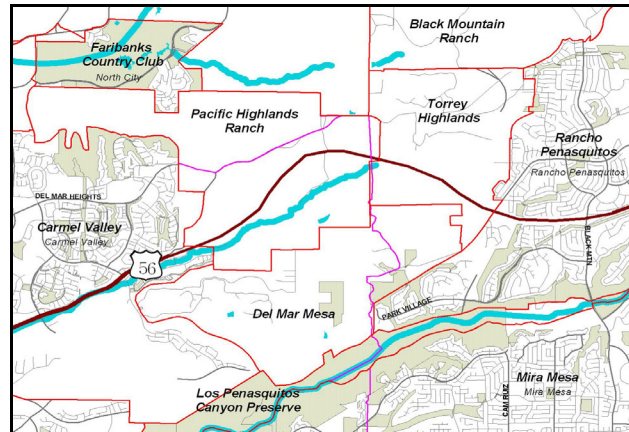 Black Mountain
Ranch
Faribanks
Country Club
North City
Pacific Highlands
Ranch
Torrey
Highlands
Rancho
Penasquitos
Rancho Penasquitos
DEL MAR HEIGHTS
Carmel Valley
Carmel Valley
56
BLACK MTN
Del Mar Mesa
PARK VILLAGE
Los Penasquitos
Canyon Preserve
CAM RUIZ
Mira Mesa
Mira Mesa